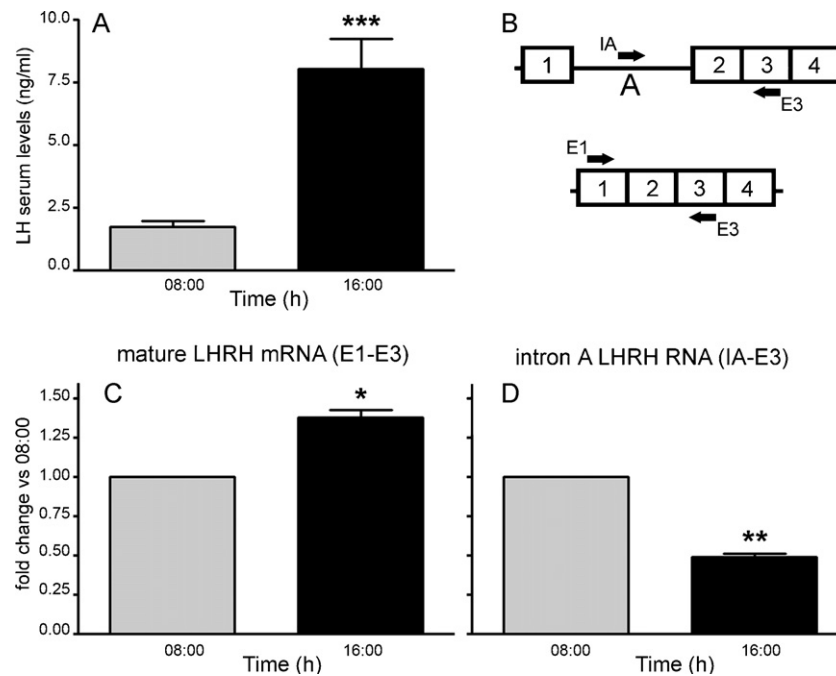 A
LH serum levels (ng/ml)
10.0
7.5
5.0
2.5
0.0
***
08:00
16:00
Time (h)
B
IA
1
2
3
4
A
E3
E1
1
2
3
4
E3
mature LHRH mRNA (E1-E3)
C
fold change vs 08:00
1.50
1.25
1.00
0.75
0.50
0.25
0.00
*
08:00
16:00
Time (h)
intron A LHRH RNA (IA-E3)
D
**
08:00
16:00
Time (h)